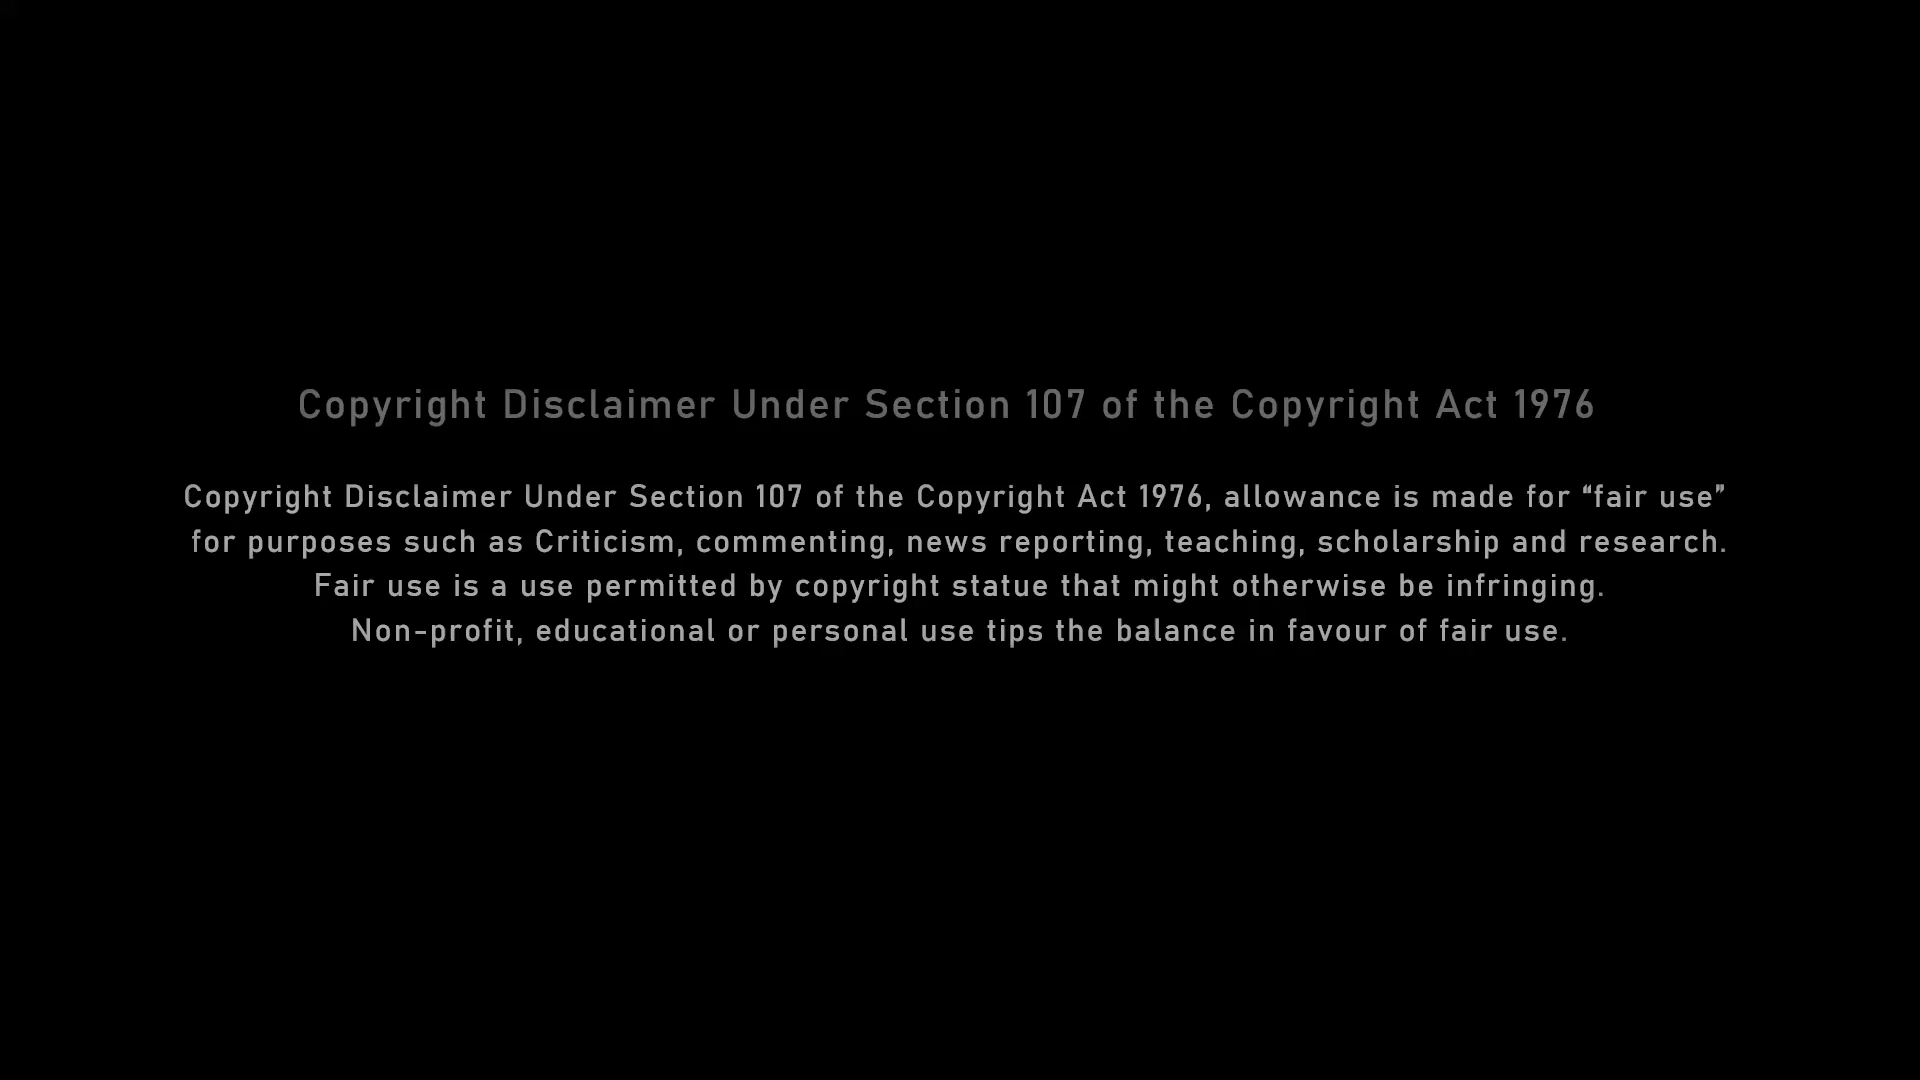 Copyright Disclaimer Under Section 107 of the Copyright Act 1976
Copyright Disclaimer Under Section 107 of the Copyright Act 1976, allowance is made for “fair use”
for purposes such as Criticism, commenting, news reporting, teaching, scholarship and research.
Fair use is a use permitted by copyright statue that might otherwise be infringing.
Non-profit, educational or personal use tips the balance in favour of fair use.